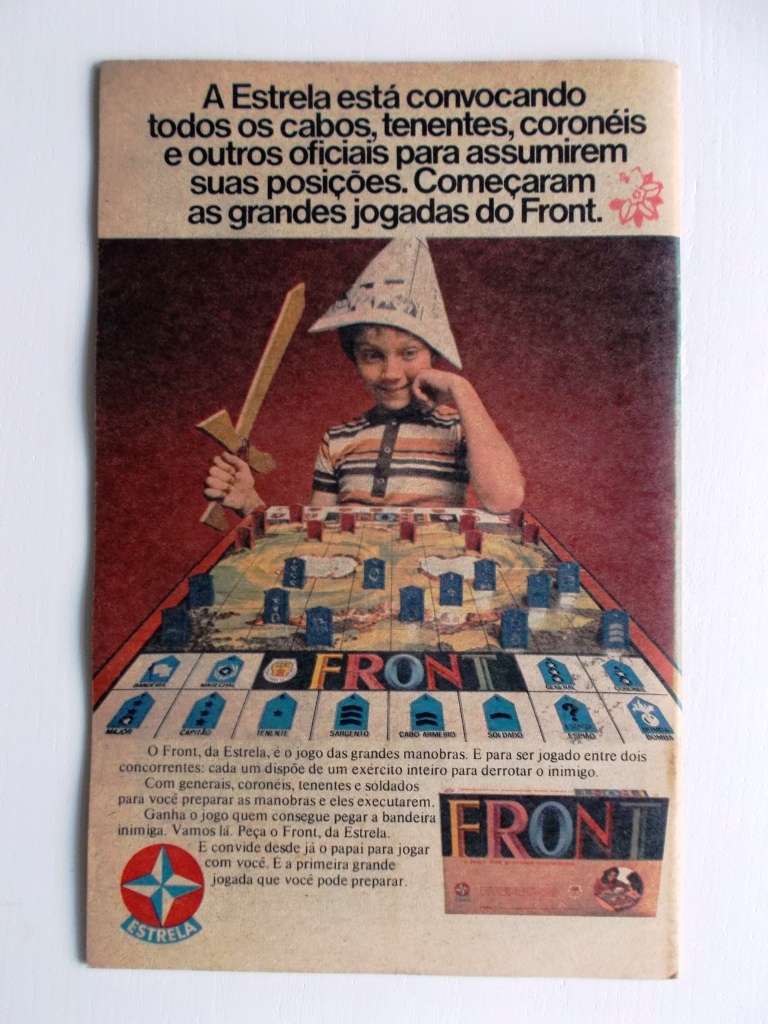 A Estrela está convocando
todos os cabos, tenentes, coronéis
e outros oficiais para assumirem
suas posições. Começaram
as grandes jogadas do Front.
FRONT
BANDEIRA
MARECHAL
GENERAL
CORONEL
MAJOR
CAPITÃO
TENENTE
SARGENTO
CABO-ARMEIRO
SOLDADO
ESPIÃO
BOMBA
O Front, da Estrela, é o jogo das grandes manobras. E para ser jogado entre dois
concorrentes: cada um dispõe de um exército inteiro para derrotar o inimigo.
Com generais, coronéis, tenentes e soldados
para você preparar as manobras e eles executarem.
Ganha o jogo quem consegue pegar a bandeira
inimiga. Vamos lá. Peça o Front, da Estrela.
E convide desde já o papai para jogar
com você. E a primeira grande
jogada que você pode preparar.
FRONT
ESTRELA